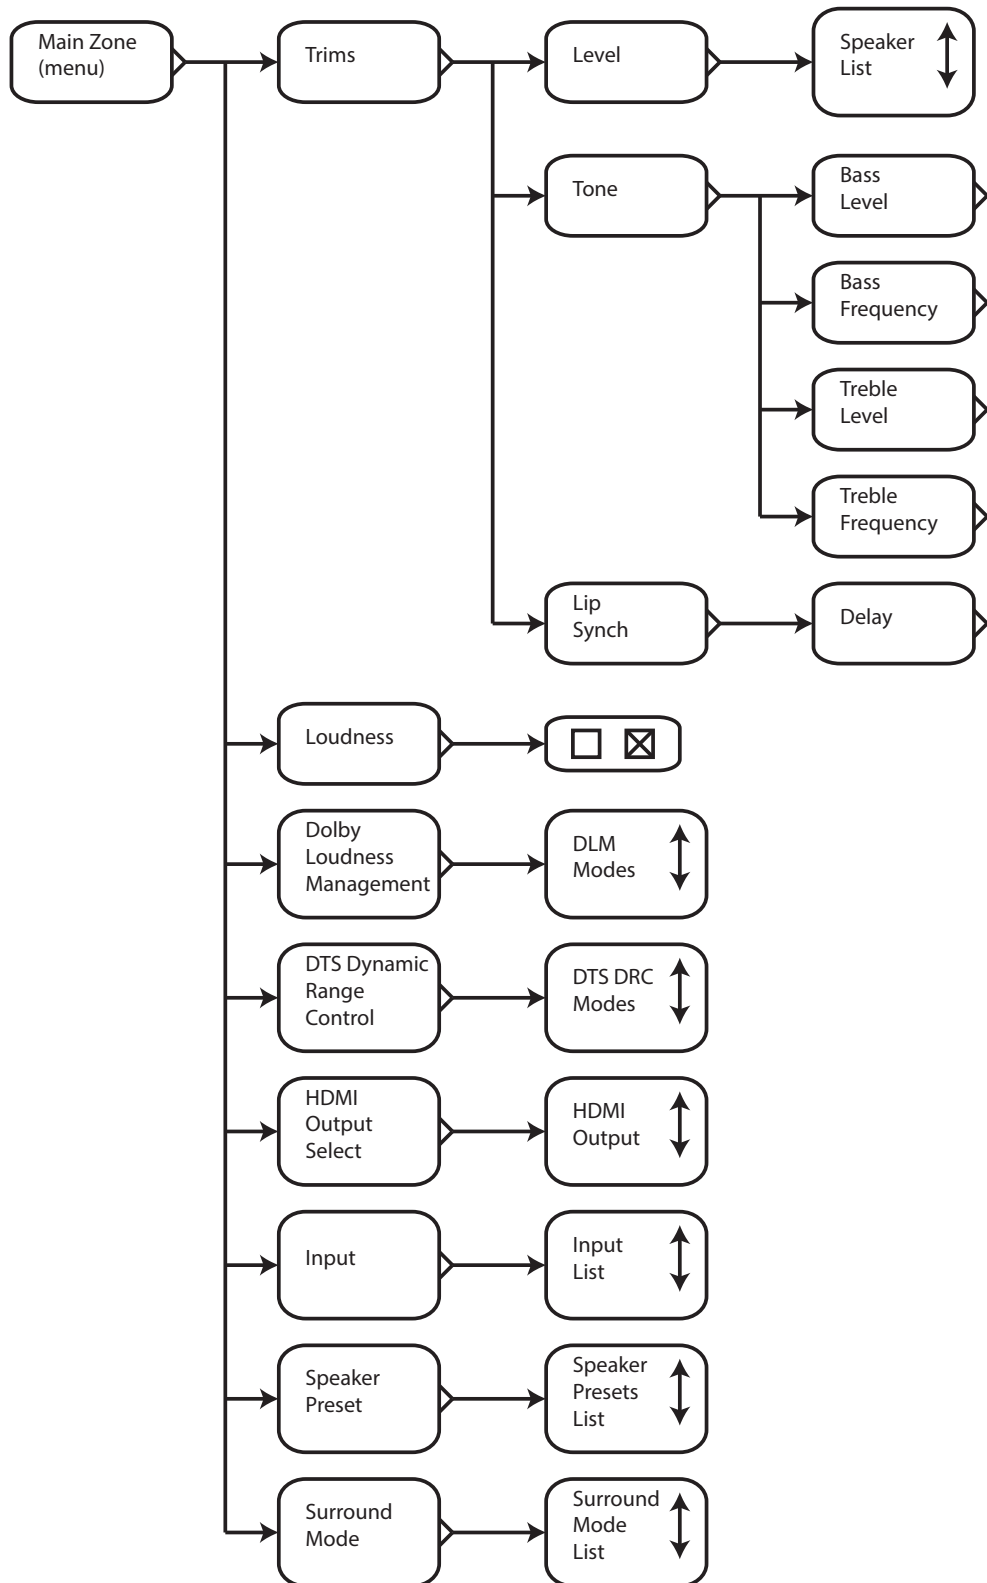 Main Zone
(menu)
Trims
Level
Speaker
List
Tone
Bass
Level
Bass
Frequency
Treble
Level
Treble
Frequency
Lip
Synch
Delay
Loudness
Dolby
Loudness
Management
DLM
Modes
DTS Dynamic
Range
Control
DTS DRC
Modes
HDMI
Output
Select
HDMI
Output
Input
Input
List
Speaker
Preset
Speaker
Presets
List
Surround
Mode
Surround
Mode
List